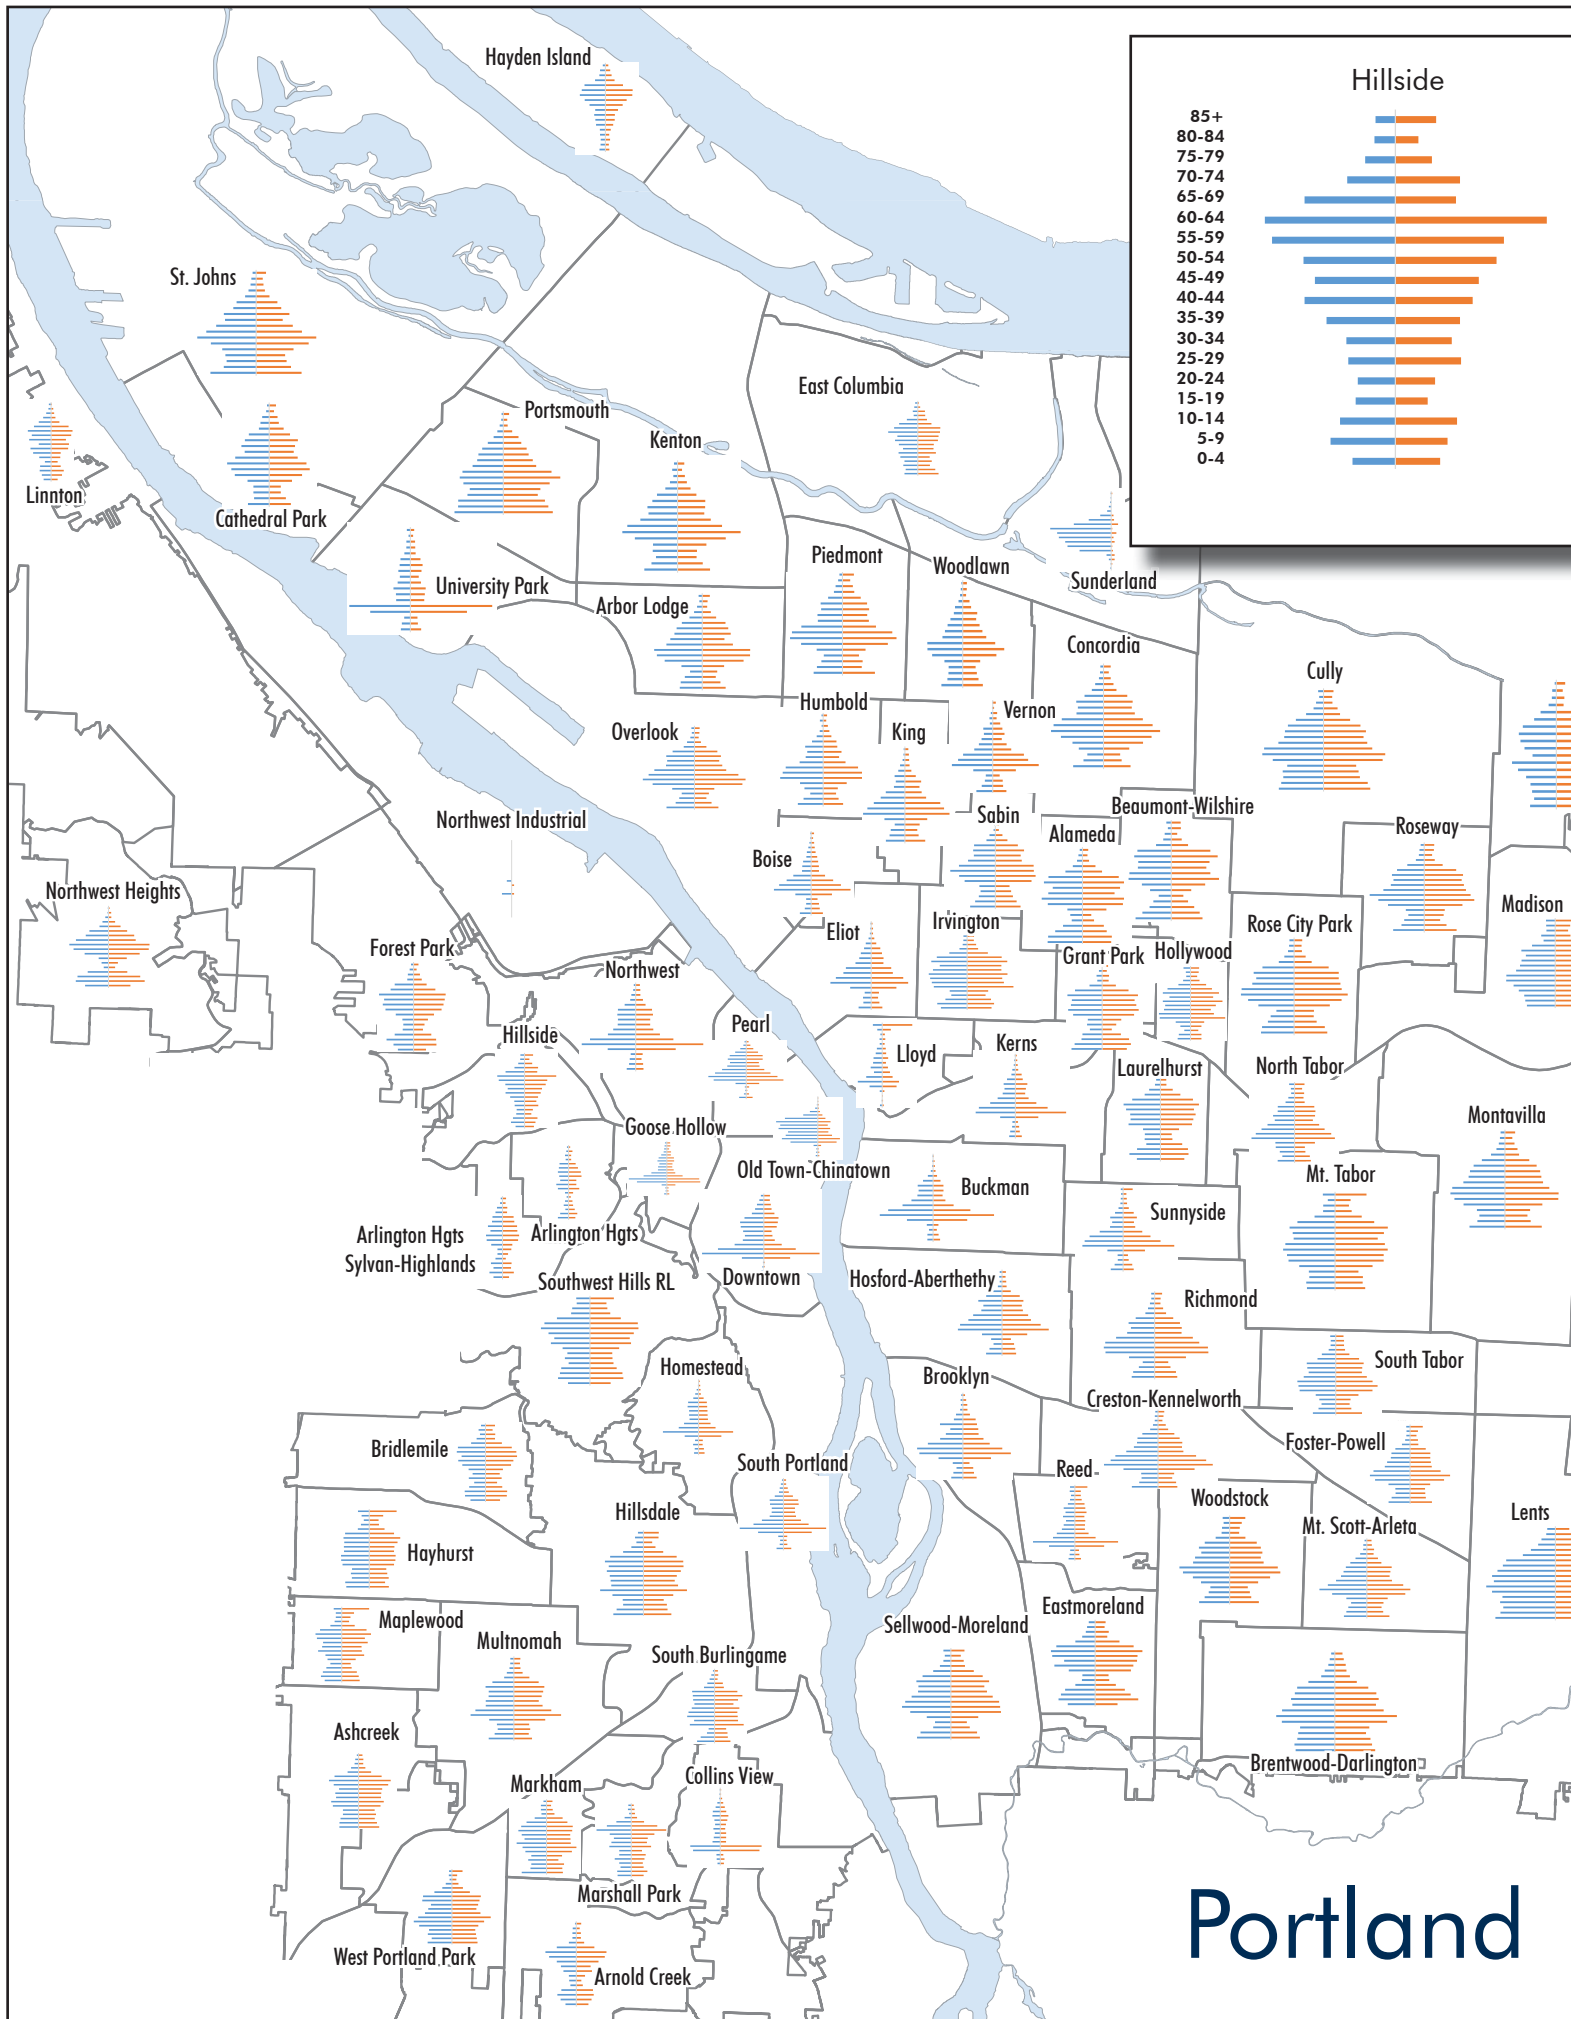 Hayden Island
Hillside
85+
80-84
75-79
70-74
65-69
60-64
55-59
50-54
45-49
40-44
35-39
30-34
25-29
20-24
15-19
10-14
5-9
0-4
St. Johns
East Columbia
Portsmouth
Kenton
Linnton
Cathedral Park
Piedmont
Woodlawn
Sunderland
University Park
Arbor Lodge
Concordia
Cully
Humbold
Vernon
Overlook
King
Northwest Industrial
Sabin
Beaumont-Wilshire
Alameda
Roseway
Boise
Northwest Heights
Madison
Forest Park
Eliot
Irvington
Rose City Park
Grant Park
Hollywood
Northwest
Hillside
Pearl
Lloyd
Kerns
Laurelhurst
North Tabor
Montavilla
Goose Hollow
Old Town-Chinatown
Buckman
Mt. Tabor
Sunnyside
Arlington Hgts
Sylvan-Highlands
Arlington Hgts
Downtown
Hosford-Aberthethy
Southwest Hills RL
Richmond
Homestead
Brooklyn
South Tabor
Creston-Kennelworth
Bridlemile
Foster-Powell
South Portland
Reed
Woodstock
Hillsdale
Mt. Scott-Arleta
Lents
Hayhurst
Maplewood
Multnomah
Eastmoreland
Sellwood-Moreland
South Burlingame
Ashcreek
Brentwood-Darlington
Markham
Collins View
Marshall Park
West Portland Park
Arnold Creek
Portland